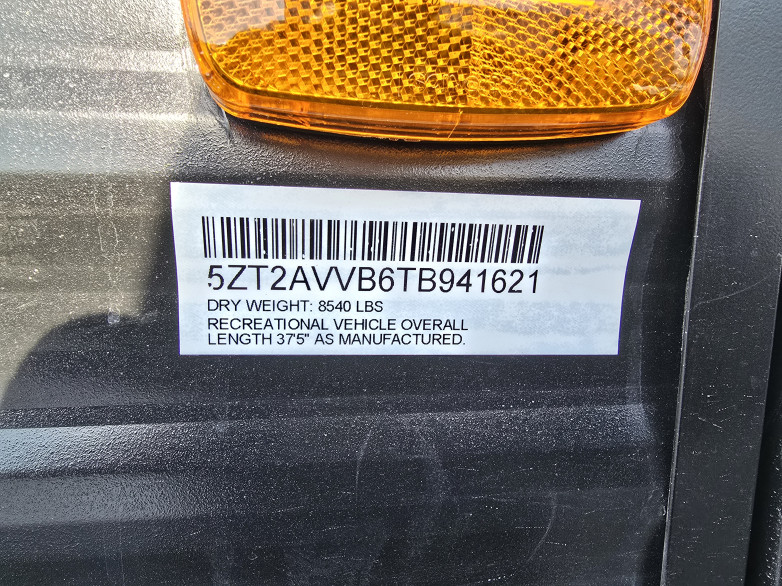 5ZT2AVVB6TB941621
DRY WEIGHT: 8540 LBS
RECREATIONAL VEHICLE OVERALL
LENGTH 37'5" AS MANUFACTURED.